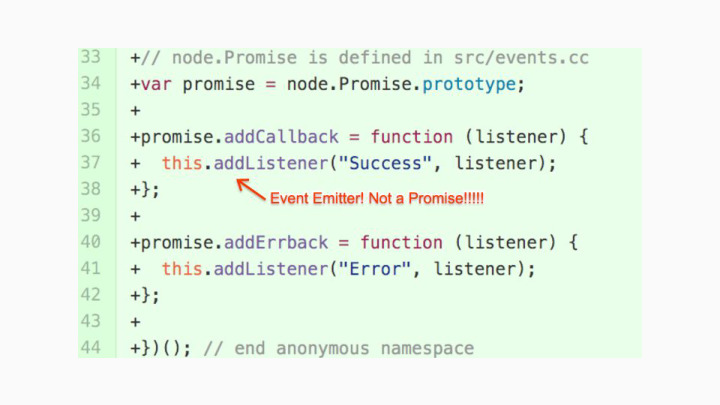 33 +// node.Promise is defined in src/events.cc
34 +var promise = node.Promise.prototype;
35 +
36 +promise.addCallback = function (listener) {
37 +  this.addListener("Success", listener);
38 +};
Event Emitter! Not a Promise!!!!!
39 +
40 +promise.addErrback = function (listener) {
41 +  this.addListener("Error", listener);
42 +};
43 +
44 +})(); // end anonymous namespace